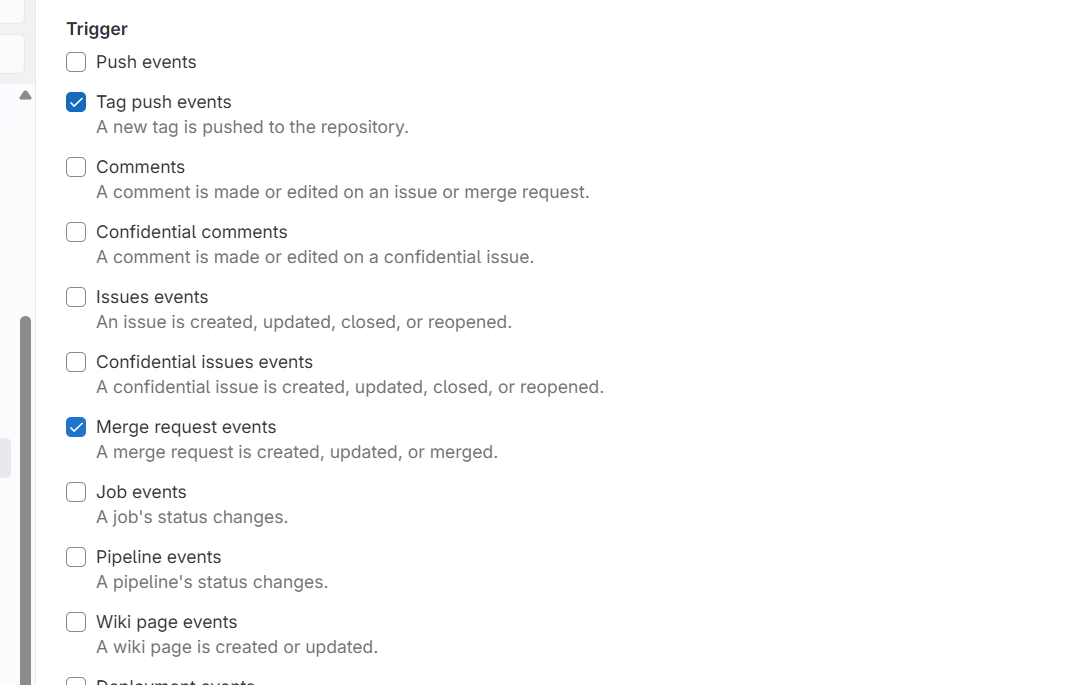 Trigger
Push events
Tag push events
A new tag is pushed to the repository.
Comments
A comment is made or edited on an issue or merge request.
Confidential comments
A comment is made or edited on a confidential issue.
Issues events
An issue is created, updated, closed, or reopened.
Confidential issues events
A confidential issue is created, updated, closed, or reopened.
Merge request events
A merge request is created, updated, or merged.
Job events
A job's status changes.
Pipeline events
A pipeline's status changes.
Wiki page events
A wiki page is created or updated.
Deployment events